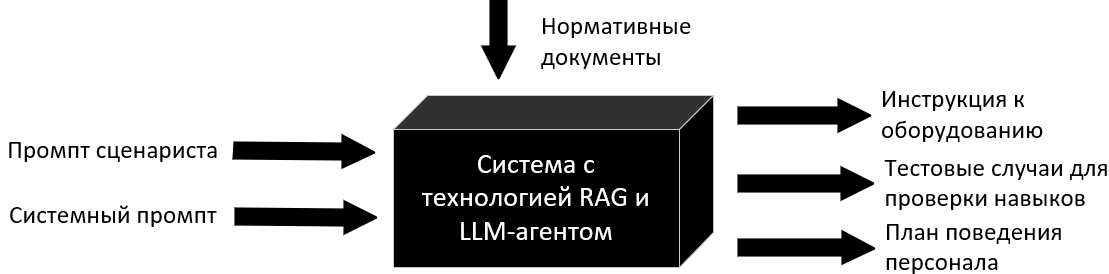 Нормативные
документы
Промпт сценариста
Системный промпт
Система с
технологией RAG и
LLM-агентом
Инструкция к
оборудованию
Тестовые случаи для
проверки навыков
План поведения
персонала